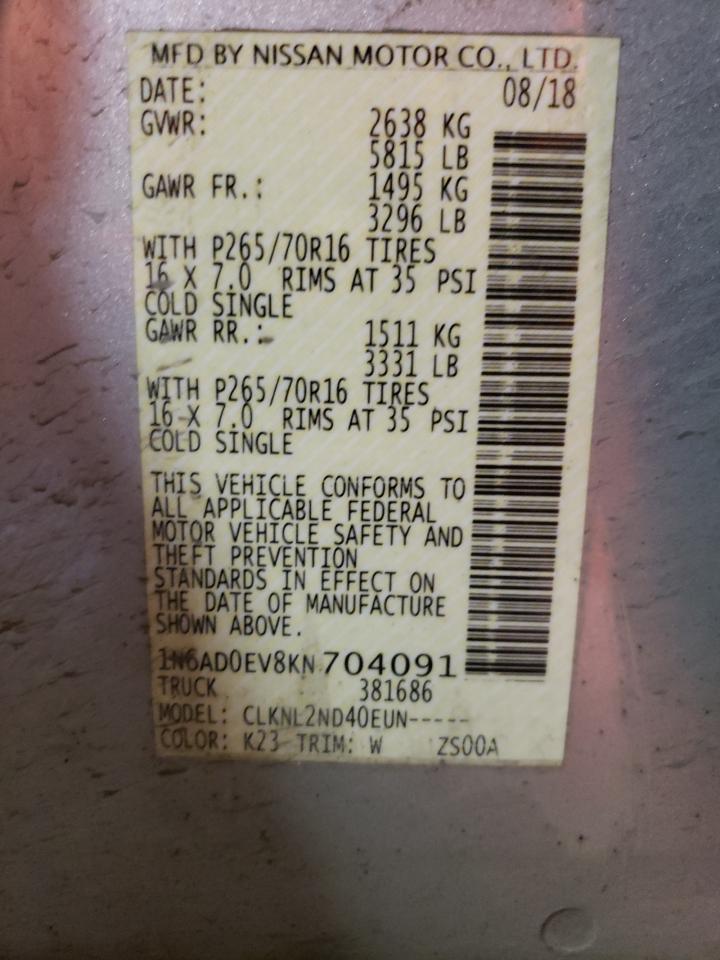 MFD BY NISSAN MOTOR CO., LTD.
DATE: 08/18
GVWR: 2638 KG
5815 LB
GAWR FR.: 1495 KG
3296 LB
WITH P265/70R16 TIRES
16 X 7.0 RIMS AT 35 PSI
COLD SINGLE
GAWR RR.: 1511 KG
3331 LB
WITH P265/70R16 TIRES
16 X 7.0 RIMS AT 35 PSI
COLD SINGLE
THIS VEHICLE CONFORMS TO
ALL APPLICABLE FEDERAL
MOTOR VEHICLE SAFETY AND
THEFT PREVENTION
STANDARDS IN EFFECT ON
THE DATE OF MANUFACTURE
SHOWN ABOVE.
1N6AD0EV8KN 704091
TRUCK 381686
MODEL: CLKNL2ND40EUN-----
COLOR: K23 TRIM: W ZS00A